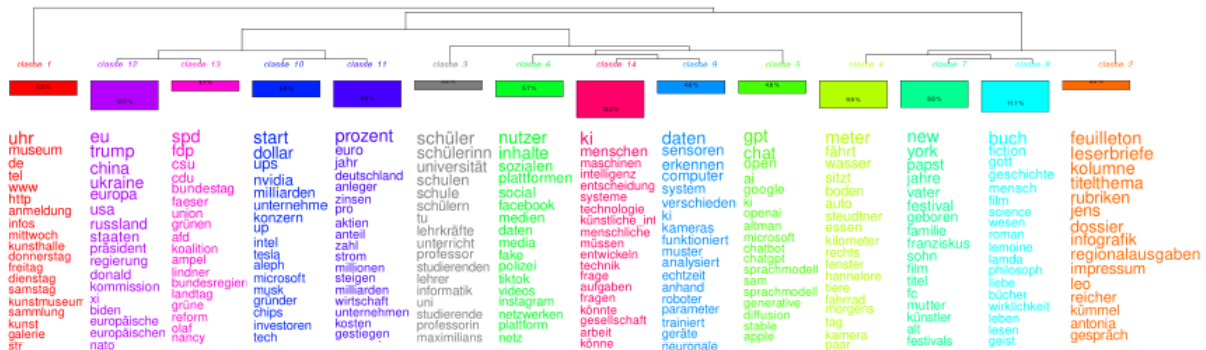 classe 1
classe 12
classe 13
classe 10
classe 11
classe 3
classe 6
classe 14
classe 9
classe 5
classe 4
classe 7
classe 8
classe 2
uhr
museum
de
tel
www
http
anmeldung
infos
mittwoch
kunsthalle
donnerstag
freitag
dienstag
samstag
kunstmuseum
sammlung
kunst
galerie
str
eu
trump
china
ukraine
europa
usa
russland
staaten
präsident
regierung
donald
kommission
xi
biden
europäische
europäischen
nato
spd
fdp
csu
cdu
bundestag
faeser
union
grünen
afd
koalition
ampel
lindner
bundesregieri
landtag
grüne
reform
olaf
nancy
start
dollar
ups
nvidia
milliarden
unternehme
konzern
up
intel
tesla
aleph
microsoft
musk
gründer
chips
investoren
tech
prozent
euro
jahr
deutschland
anleger
zinsen
pro
aktien
anteil
zahl
strom
millionen
steigen
milliarden
wirtschaft
unternehmen
kosten
gestiegen
schüler
schülerinn
universität
schulen
schule
schülern
tu
lehrkräfte
unterricht
professor
studierenden
lehrer
informatik
uni
studierende
professorin
maximilians
nutzer
inhalte
sozialen
plattformen
social
facebook
medien
daten
media
fake
polizei
tiktok
videos
instagram
netzwerken
plattform
netz
ki
menschen
maschinen
intelligenz
entscheidung
systeme
technologie
künstliche_int
menschliche
müssen
entwickeln
technik
frage
aufgaben
fragen
könnte
gesellschaft
arbeit
könne
daten
sensoren
erkennen
computer
system
verschieden
ki
kameras
funktioniert
muster
analysiert
echtzeit
anhand
roboter
parameter
trainiert
geräte
neuronale
gpt
chat
open
ai
google
ki
openai
altman
microsoft
chatbot
chatgpt
sprachmodell
sam
sprachmodell
generative
diffusion
stable
apple
meter
fährt
wasser
sitzt
boden
auto
steudtner
essen
kilometer
rechts
fenster
hannelore
tiere
fahrrad
morgens
tag
kamera
paar
new
york
papst
jahre
vater
festival
geboren
familie
franziskus
sohn
film
titel
fc
mutter
künstler
alt
festivals
buch
fiction
gott
geschichte
mensch
film
science
wesen
roman
lemoine
lamda
philosoph
liebe
bücher
wirklichkeit
leben
lesen
geist
feuilleton
leserbriefe
kolumne
titelthema
rubriken
jens
dossier
infografik
regionalausgaben
impressum
leo
reicher
kümmel
antonia
gespräch